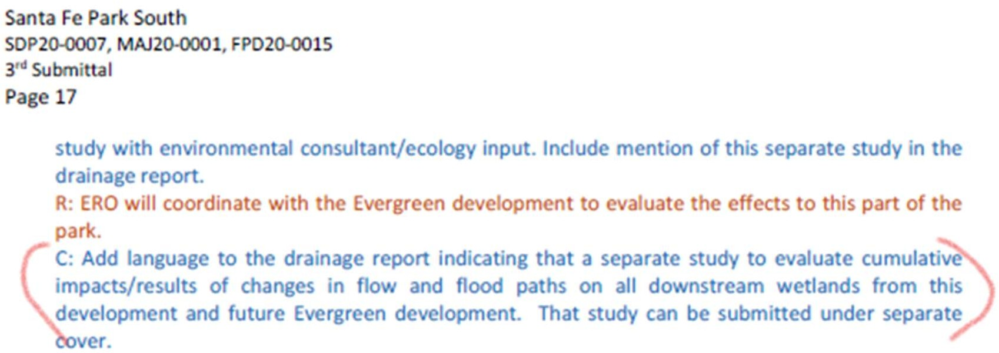 Santa Fe Park South
SDP20-0007, MAJ20-0001, FPD20-0015
3rd Submittal
Page 17
study with environmental consultant/ecology input. Include mention of this separate study in the
drainage report.
R: ERO will coordinate with the Evergreen development to evaluate the effects to this part of the
park.
C: Add language to the drainage report indicating that a separate study to evaluate cumulative
impacts/results of changes in flow and flood paths on all downstream wetlands from this
development and future Evergreen development. That study can be submitted under separate
cover.